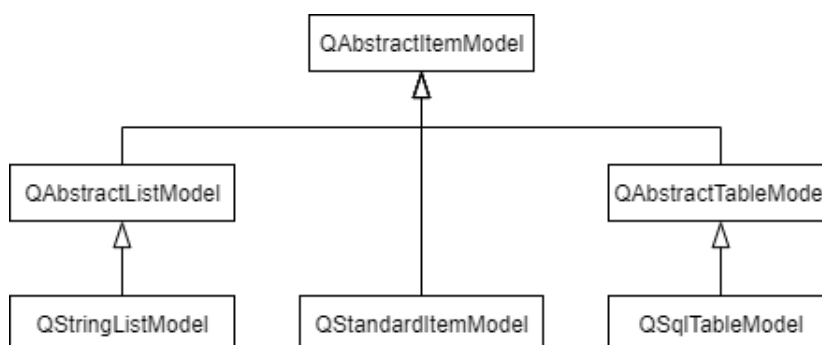 QAbstractItemModel
QAbstractListModel
QAbstractTableMode
QStringListModel
QStandardItemModel
QSqlTableModel